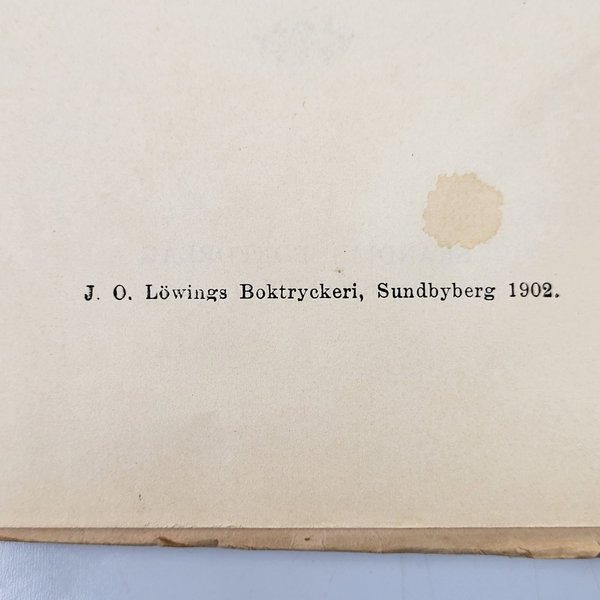 J. O. Löwings Boktryckeri, Sundbyberg 1902.